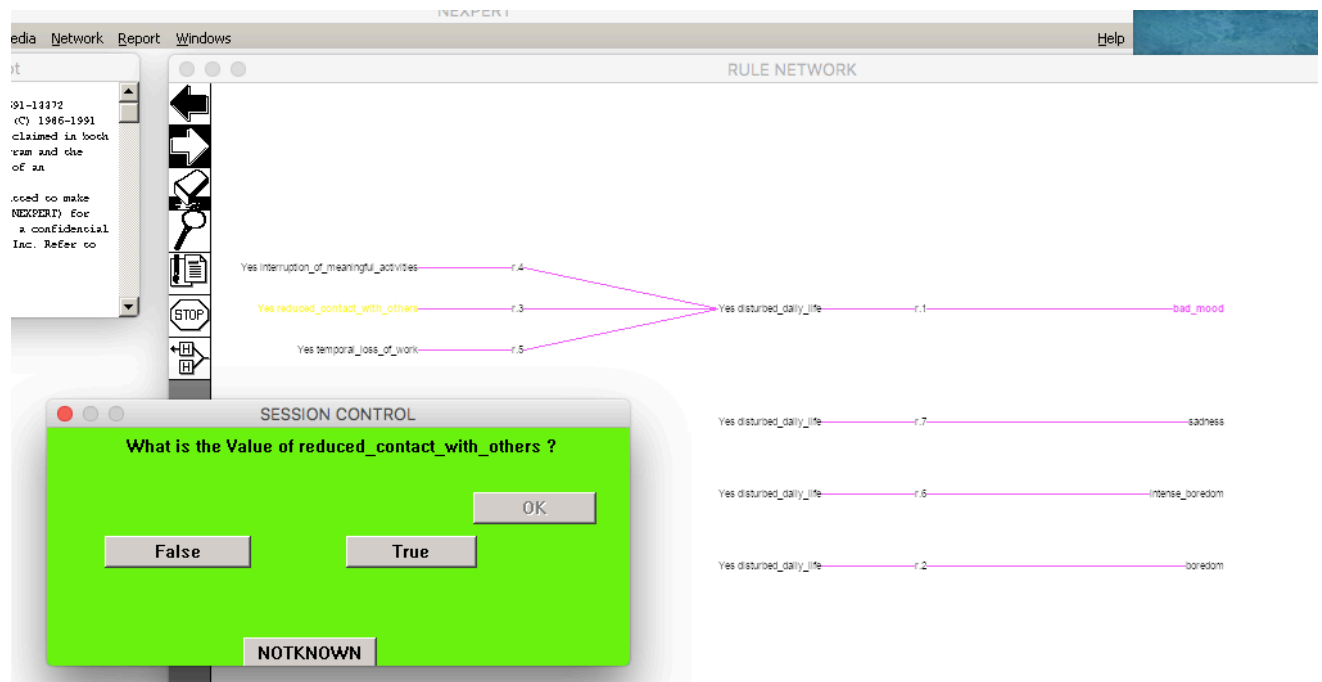 NEXPERT
edia Network Report Windows Help
ot
RULE NETWORK
91-13372
(C) 1986-1991
claimed in both
ram and the
of an
tted to make
NEXPERT) for
a confidential
Inc. Refer to
STOP
H
H
Yes interruption_of_meaningful_activities r.4
Yes reduced_contact_with_others r.3 Yes disturbed_daily_life r.1 bad_mood
Yes temporal_loss_of_work r.5
Yes disturbed_daily_life r.7 sadness
Yes disturbed_daily_life r.6 intense_boredom
Yes disturbed_daily_life r.2 boredom
SESSION CONTROL
What is the Value of reduced_contact_with_others ?
OK
False True
NOTKNOWN